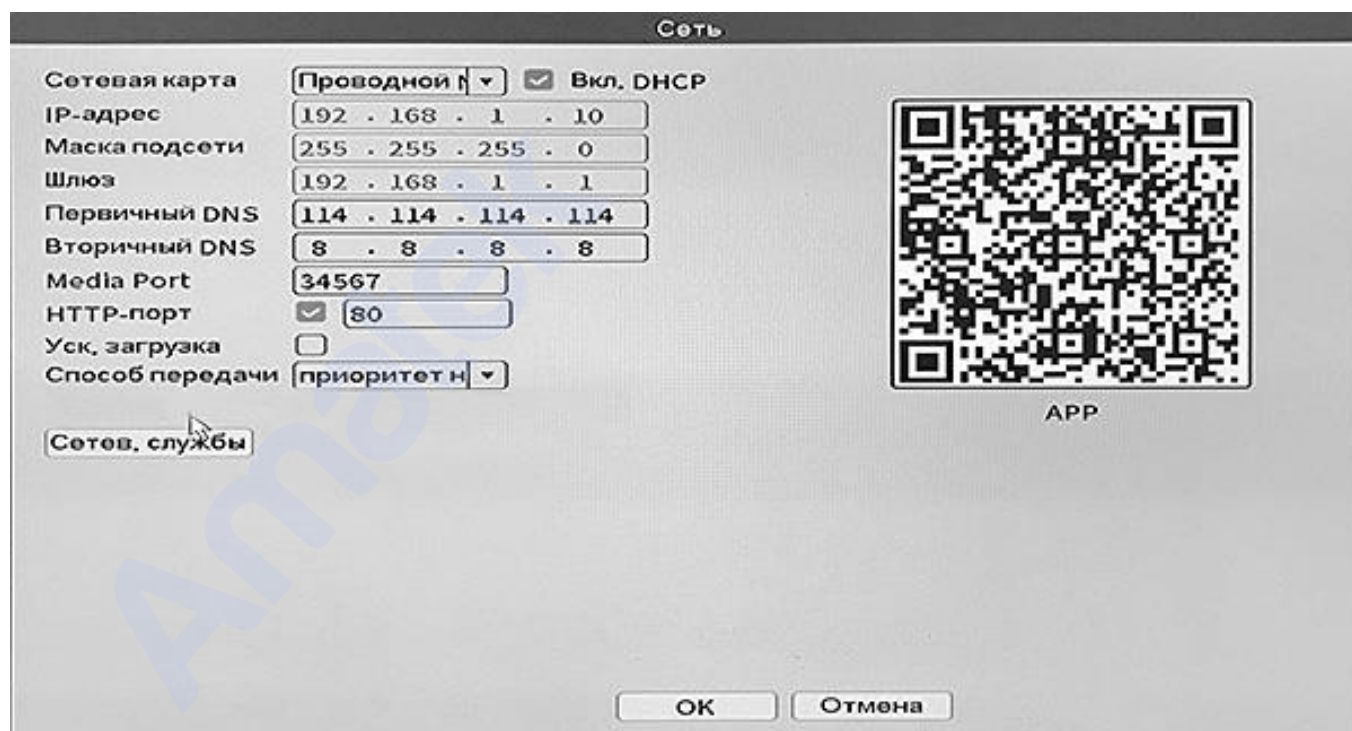 Сеть
Сетевая карта Проводной Вкл. DHCP
IP-адрес 192 . 168 . 1 . 10
Маска подсети 255 . 255 . 255 . 0
Шлюз 192 . 168 . 1 . 1
Первичный DNS 114 . 114 . 114 . 114
Вторичный DNS 8 . 8 . 8 . 8
Media Port 34567
HTTP-порт 80
Уск. загрузка
Способ передачи приоритет н
APP
Сетев. службы
OK Отмена